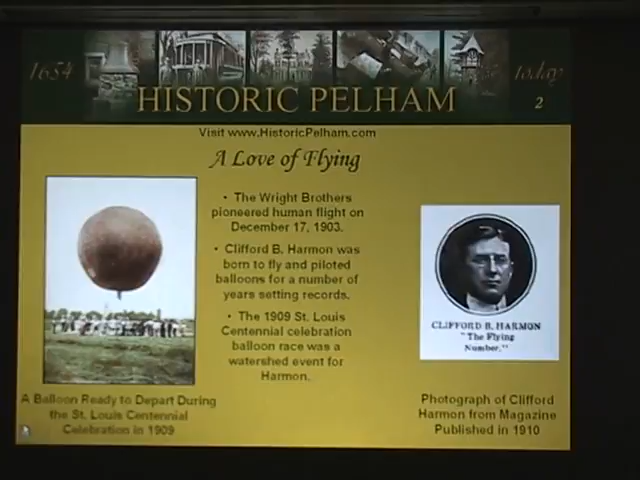 1654
today
HISTORIC PELHAM
2
Visit www.HistoricPelham.com
A Love of Flying
• The Wright Brothers
pioneered human flight on
December 17, 1903.
• Clifford B. Harmon was
born to fly and piloted
balloons for a number of
years setting records.
• The 1909 St. Louis
Centennial celebration
balloon race was a
watershed event for
Harmon.
A Balloon Ready to Depart During
the St. Louis Centennial
Celebration in 1909
CLIFFORD B. HARMON
"The Flying
Number."
Photograph of Clifford
Harmon from Magazine
Published in 1910